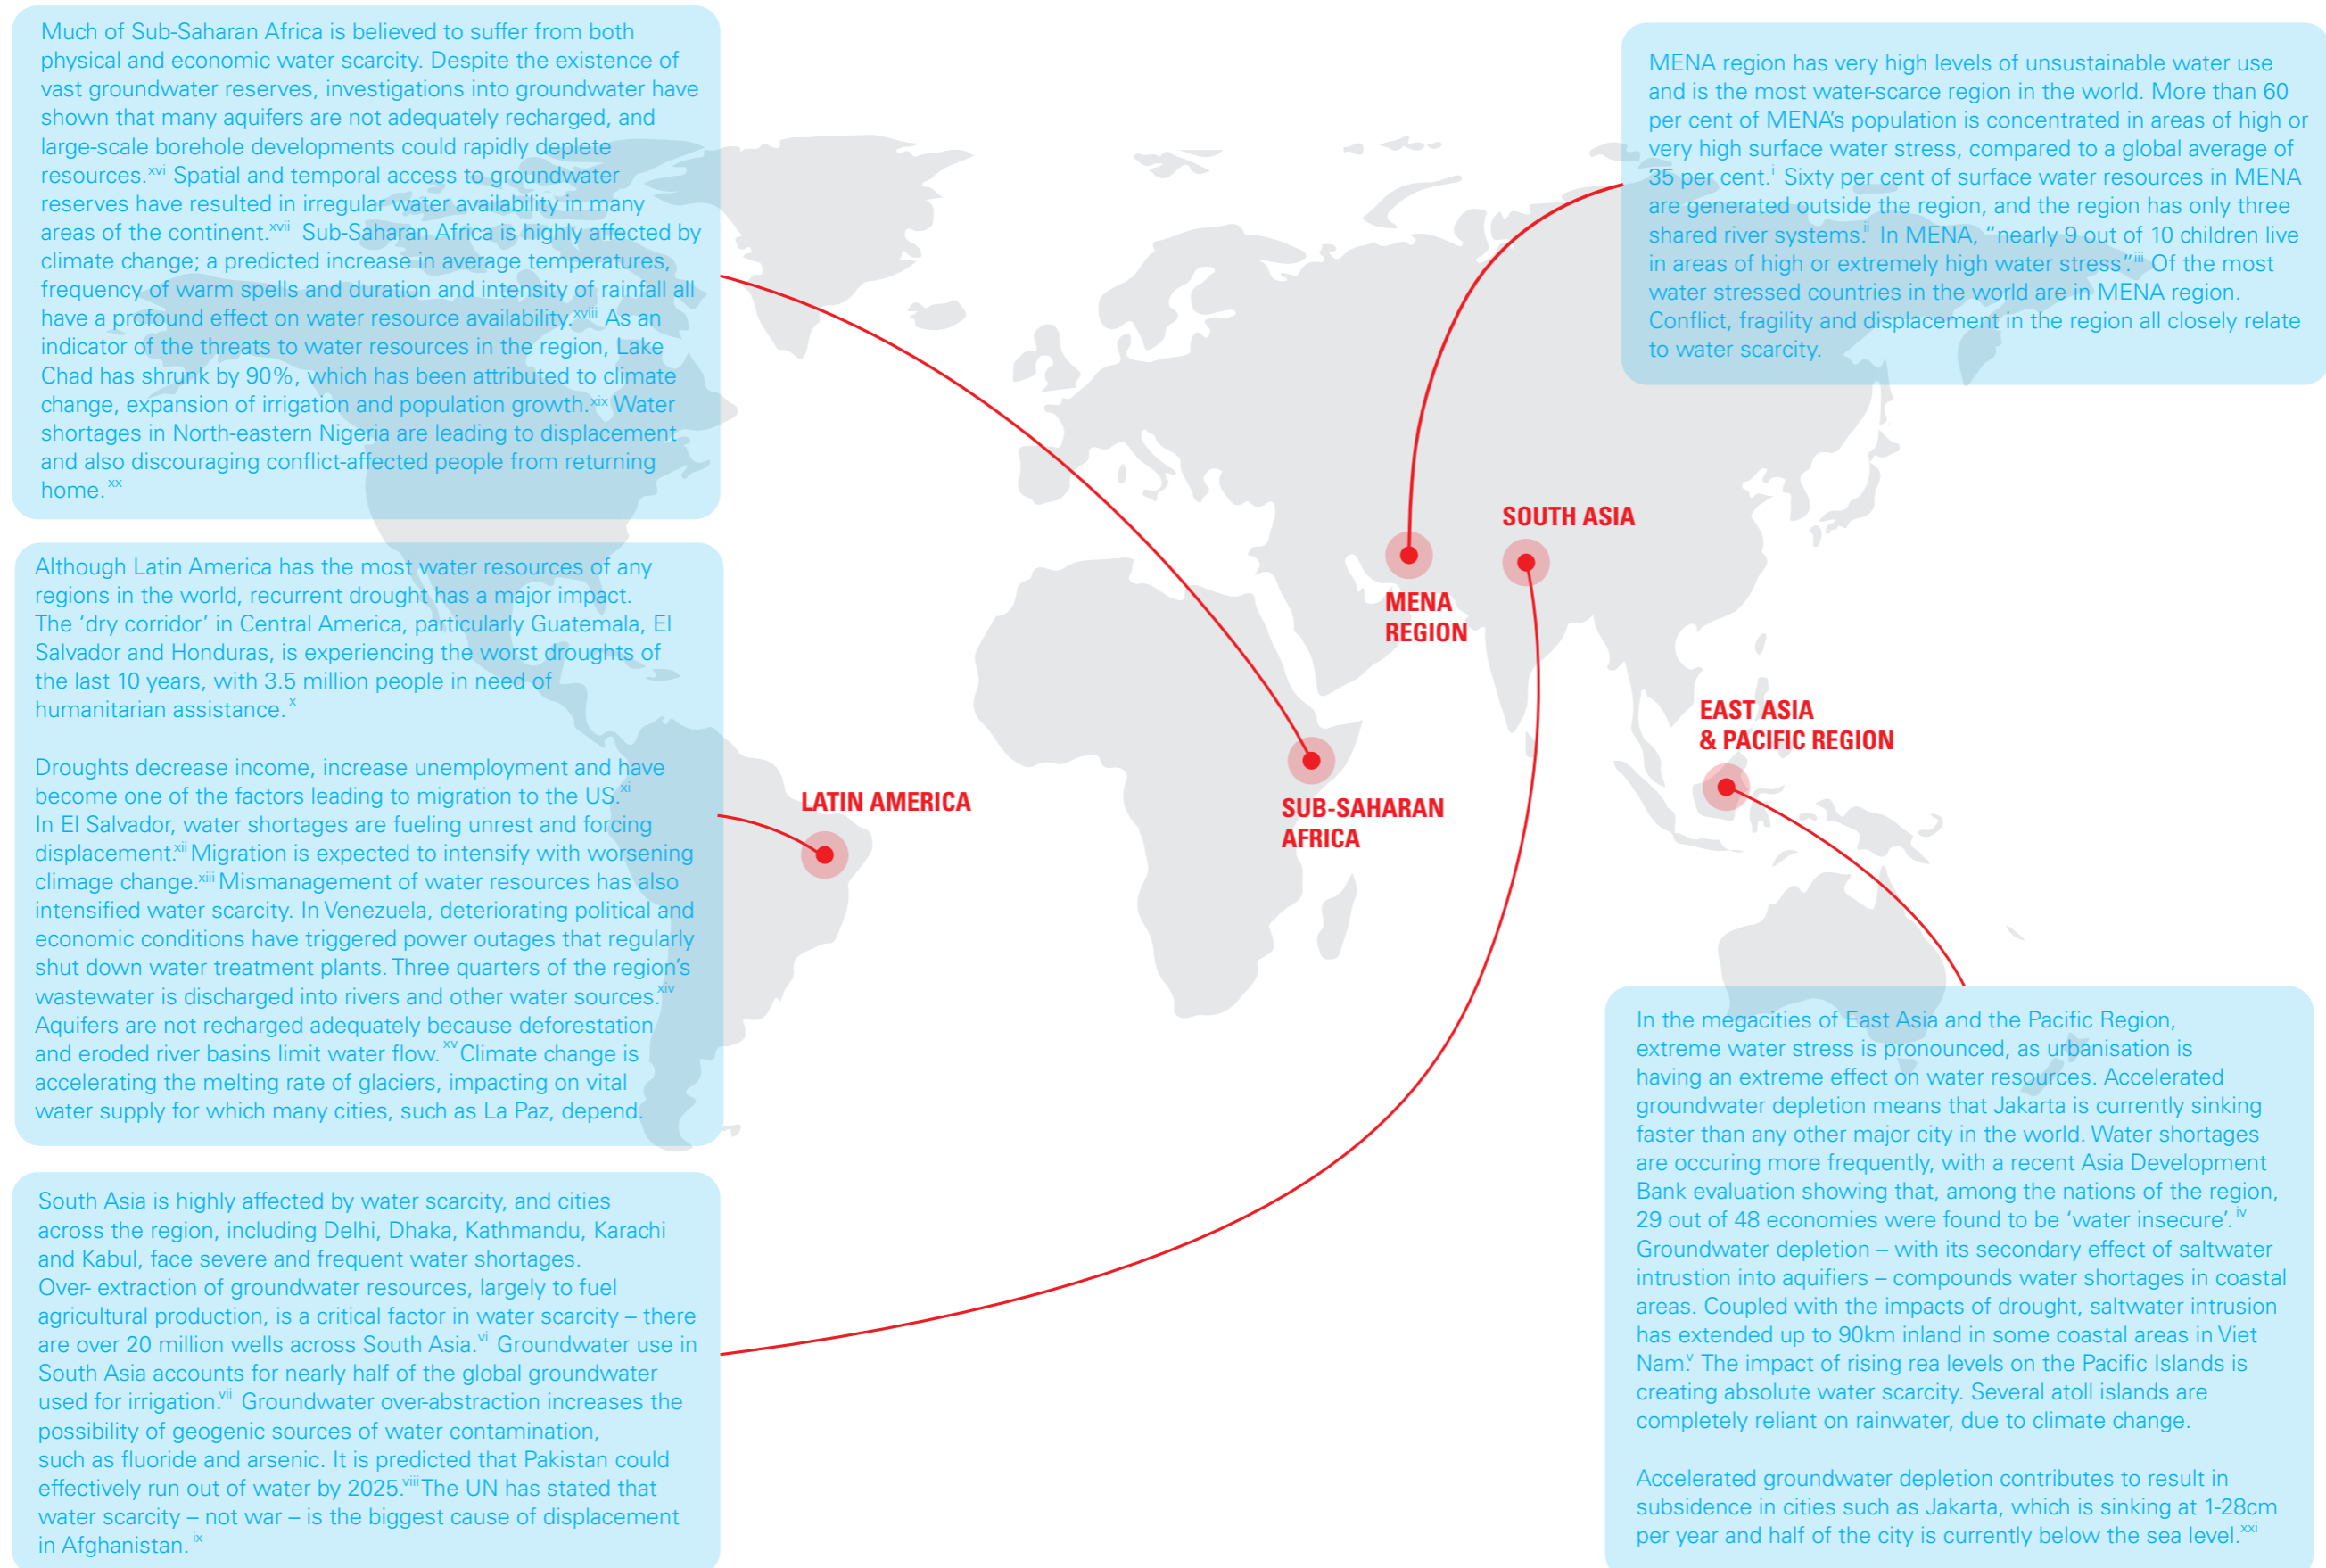 Much of Sub-Saharan Africa is believed to suffer from both
physical and economic water scarcity. Despite the existence of
vast groundwater reserves, investigations into groundwater have
shown that many aquifers are not adequately recharged, and
large-scale borehole developments could rapidly deplete
resources.xvi Spatial and temporal access to groundwater
reserves have resulted in irregular water availability in many
areas of the continent.xvii Sub-Saharan Africa is highly affected by
climate change; a predicted increase in average temperatures,
frequency of warm spells and duration and intensity of rainfall all
have a profound effect on water resource availability.xviii As an
indicator of the threats to water resources in the region, Lake
Chad has shrunk by 90%, which has been attributed to climate
change, expansion of irrigation and population growth.xix Water
shortages in North-eastern Nigeria are leading to displacement
and also discouraging conflict-affected people from returning
home. xx
Although Latin America has the most water resources of any
regions in the world, recurrent drought has a major impact.
The ‘dry corridor’ in Central America, particularly Guatemala, El
Salvador and Honduras, is experiencing the worst droughts of
the last 10 years, with 3.5 million people in need of
humanitarian assistance. x
Droughts decrease income, increase unemployment and have
become one of the factors leading to migration to the US.xi
In El Salvador, water shortages are fueling unrest and forcing
displacement.xii Migration is expected to intensify with worsening
climage change.xiii Mismanagement of water resources has also
intensified water scarcity. In Venezuela, deteriorating political and
economic conditions have triggered power outages that regularly
shut down water treatment plants. Three quarters of the region’s
wastewater is discharged into rivers and other water sources.xiv
Aquifers are not recharged adequately because deforestation
and eroded river basins limit water flow. xv Climate change is
accelerating the melting rate of glaciers, impacting on vital
water supply for which many cities, such as La Paz, depend.
South Asia is highly affected by water scarcity, and cities
across the region, including Delhi, Dhaka, Kathmandu, Karachi
and Kabul, face severe and frequent water shortages.
Over- extraction of groundwater resources, largely to fuel
agricultural production, is a critical factor in water scarcity – there
are over 20 million wells across South Asia.vi Groundwater use in
South Asia accounts for nearly half of the global groundwater
used for irrigation.vii Groundwater over-abstraction increases the
possibility of geogenic sources of water contamination,
such as fluoride and arsenic. It is predicted that Pakistan could
effectively run out of water by 2025.viii The UN has stated that
water scarcity – not war – is the biggest cause of displacement
in Afghanistan. ix
LATIN AMERICA
SUB-SAHARAN
AFRICA
MENA
REGION
SOUTH ASIA
EAST ASIA
& PACIFIC REGION
MENA region has very high levels of unsustainable water use
and is the most water-scarce region in the world. More than 60
per cent of MENA’s population is concentrated in areas of high or
very high surface water stress, compared to a global average of
35 per cent.i Sixty per cent of surface water resources in MENA
are generated outside the region, and the region has only three
shared river systems.ii In MENA, “nearly 9 out of 10 children live
in areas of high or extremely high water stress”.iii Of the most
water stressed countries in the world are in MENA region.
Conflict, fragility and displacement in the region all closely relate
to water scarcity.
In the megacities of East Asia and the Pacific Region,
extreme water stress is pronounced, as urbanisation is
having an extreme effect on water resources. Accelerated
groundwater depletion means that Jakarta is currently sinking
faster than any other major city in the world. Water shortages
are occuring more frequently, with a recent Asia Development
Bank evaluation showing that, among the nations of the region,
29 out of 48 economies were found to be ‘water insecure’. iv
Groundwater depletion – with its secondary effect of saltwater
intrustion into aquifiers – compounds water shortages in coastal
areas. Coupled with the impacts of drought, saltwater intrusion
has extended up to 90km inland in some coastal areas in Viet
Nam.v The impact of rising rea levels on the Pacific Islands is
creating absolute water scarcity. Several atoll islands are
completely reliant on rainwater, due to climate change.
Accelerated groundwater depletion contributes to result in
subsidence in cities such as Jakarta, which is sinking at 1-28cm
per year and half of the city is currently below the sea level.xxi